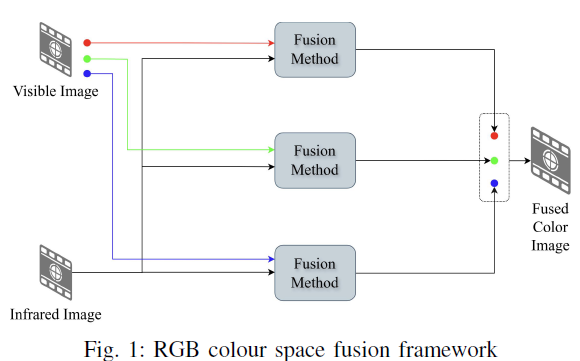 Fusion
Method
Visible Image
Fusion
Method
Fused
Color
Image
Fusion
Method
Infrared Image
Fig. 1: RGB colour space fusion framework